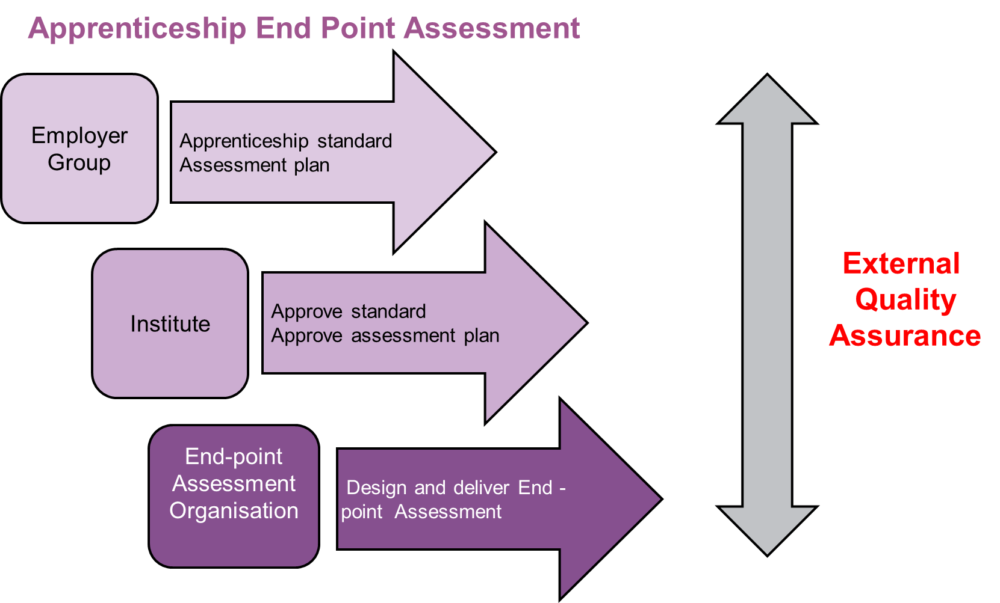 Apprenticeship End Point Assessment
Employer
Group
Apprenticeship standard
Assessment plan
Institute
Approve standard
Approve assessment plan
End-point
Assessment
Organisation
Design and deliver End -
point Assessment
External
Quality
Assurance